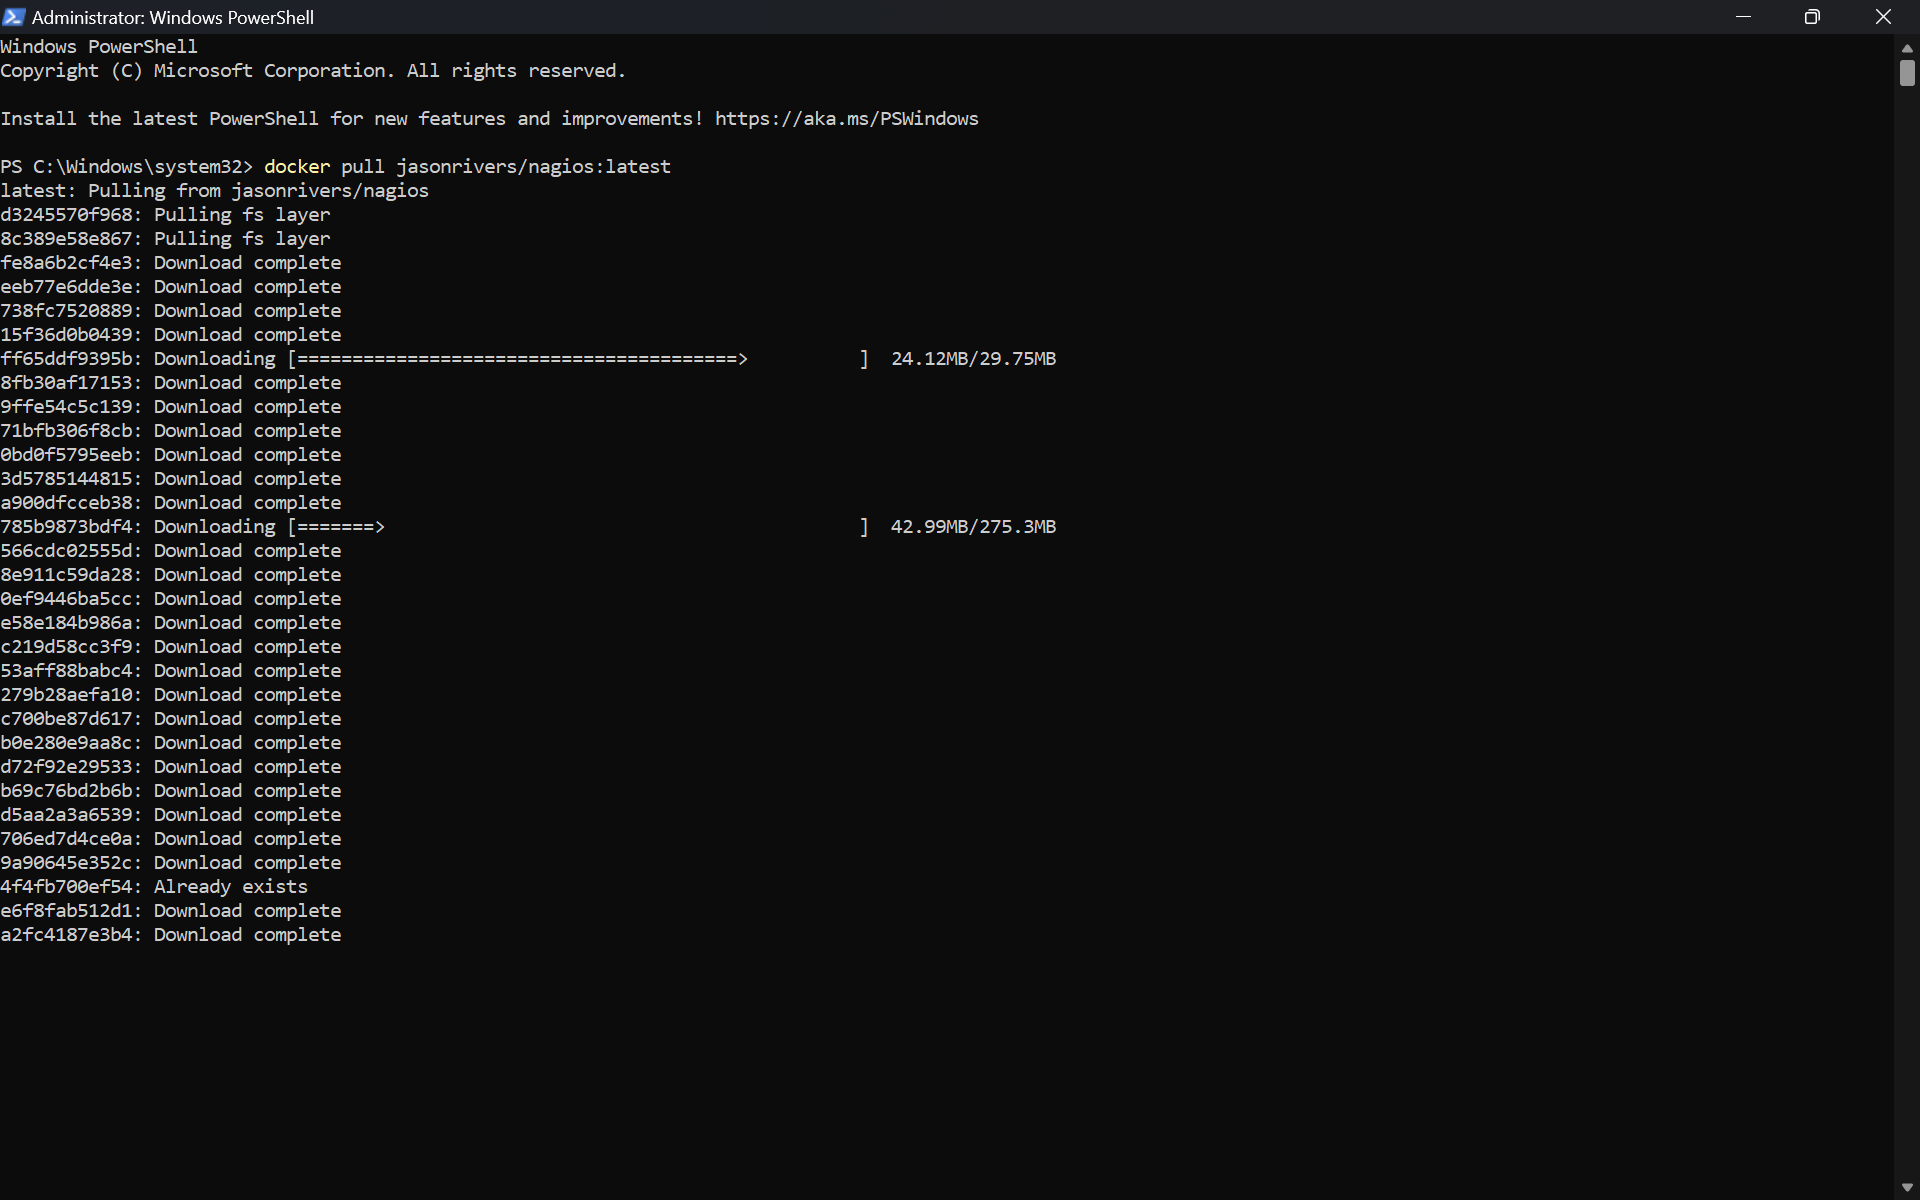 Administrator: Windows PowerShell
Windows PowerShell
Copyright (C) Microsoft Corporation. All rights reserved.
Install the latest PowerShell for new features and improvements! https://aka.ms/PSWindows
PS C:\Windows\system32> docker pull jasonrivers/nagios:latest
latest: Pulling from jasonrivers/nagios
d3245570f968: Pulling fs layer
8c389e58e867: Pulling fs layer
fe8a6b2cf4e3: Download complete
eeb77e6dde3e: Download complete
738fc7520889: Download complete
15f36d0b0439: Download complete
ff65ddf9395b: Downloading [========================================>          ]  24.12MB/29.75MB
8fb30af17153: Download complete
9ffe54c5c139: Download complete
71bfb306f8cb: Download complete
0bd0f5795eeb: Download complete
3d5785144815: Download complete
a900dfcceb38: Download complete
785b9873bdf4: Downloading [=======>                                           ]  42.99MB/275.3MB
566cdc02555d: Download complete
8e911c59da28: Download complete
0ef9446ba5cc: Download complete
e58e184b986a: Download complete
c219d58cc3f9: Download complete
53aff88babc4: Download complete
279b28aefa10: Download complete
c700be87d617: Download complete
b0e280e9aa8c: Download complete
d72f92e29533: Download complete
b69c76bd2b6b: Download complete
d5aa2a3a6539: Download complete
706ed7d4ce0a: Download complete
9a90645e352c: Download complete
4f4fb700ef54: Already exists
e6f8fab512d1: Download complete
a2fc4187e3b4: Download complete